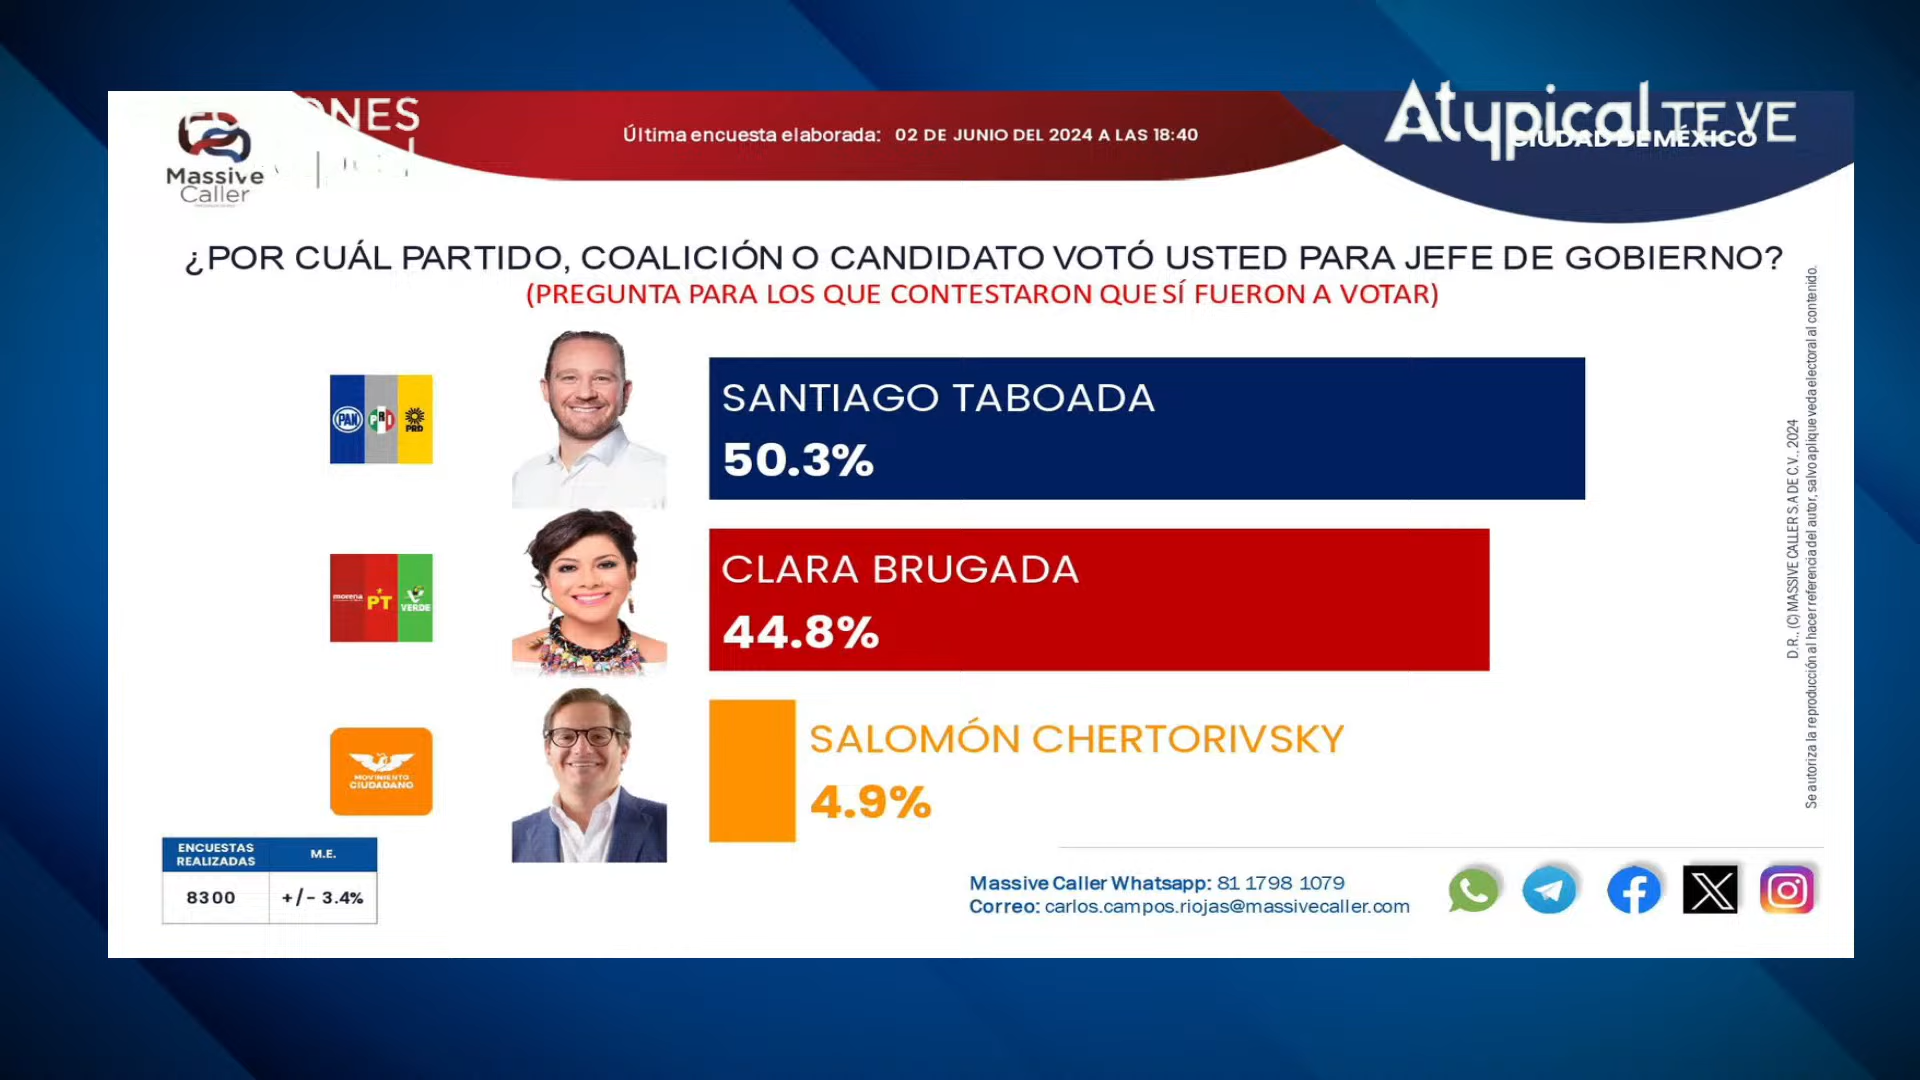 NES
Massive
Caller
Última encuesta elaborada: 02 DE JUNIO DEL 2024 A LAS 18:40
Atypical TE VE
CIUDAD DE MÉXICO
¿POR CUÁL PARTIDO, COALICIÓN O CANDIDATO VOTÓ USTED PARA JEFE DE GOBIERNO?
(PREGUNTA PARA LOS QUE CONTESTARON QUE SÍ FUERON A VOTAR)
PAN PRI PRD
SANTIAGO TABOADA
50.3%
morena PT VERDE
CLARA BRUGADA
44.8%
MOVIMIENTO
CIUDADANO
SALOMÓN CHERTORIVSKY
4.9%
ENCUESTAS
REALIZADAS
M.E.
8300
+/- 3.4%
Massive Caller Whatsapp: 81 1798 1079
Correo: carlos.campos.riojas@massivecaller.com
D.R., (C) MASSIVE CALLER S.A DE C.V., 2024
Se autoriza la reproducción al hacer referencia del autor, salvo aplique veda electoral al contenido.